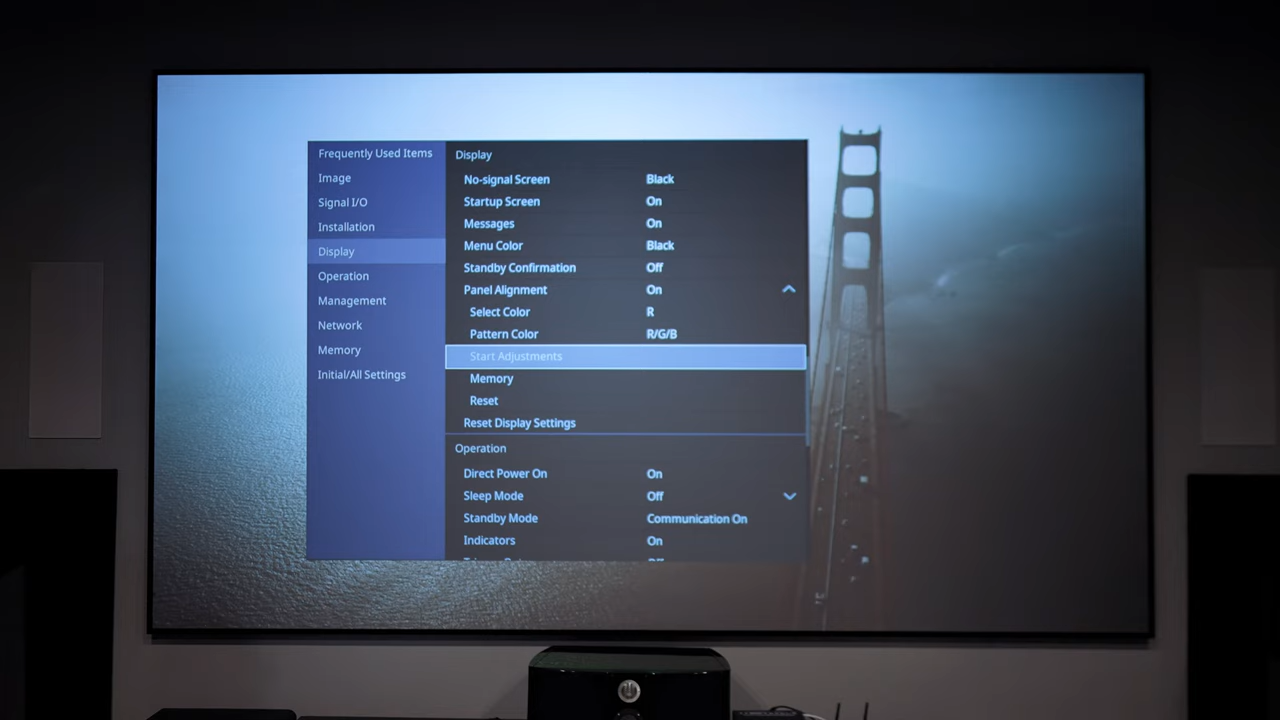 Frequently Used Items
Image
Signal I/O
Installation
Display
Operation
Management
Network
Memory
Initial/All Settings
Display
No-signal Screen Black
Startup Screen On
Messages On
Menu Color Black
Standby Confirmation Off
Panel Alignment On
Select Color R
Pattern Color R/G/B
Start Adjustments
Memory
Reset
Reset Display Settings
Operation
Direct Power On On
Sleep Mode Off
Standby Mode Communication On
Indicators On